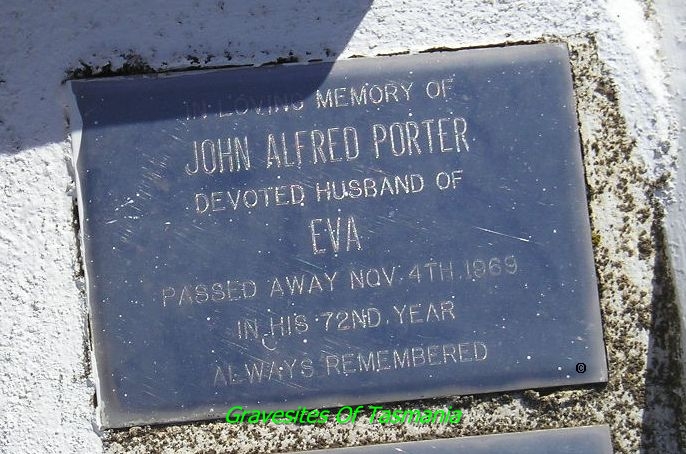 IN LOVING MEMORY OF
JOHN ALFRED PORTER
DEVOTED HUSBAND OF
EVA
PASSED AWAY NOV. 4TH 1969
IN HIS 72ND YEAR
ALWAYS REMEMBERED
©
Gravesites Of Tasmania